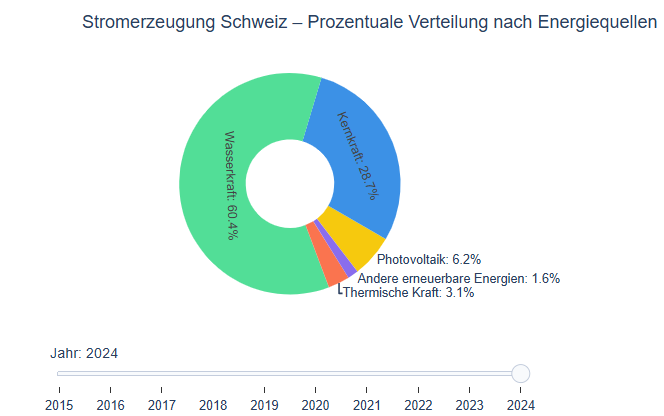 Stromerzeugung Schweiz – Prozentuale Verteilung nach Energiequellen
Kernkraft: 28.7%
Wasserkraft: 60.4%
Photovoltaik: 6.2%
Andere erneuerbare Energien: 1.6%
Thermische Kraft: 3.1%
Jahr: 2024
2015 2016 2017 2018 2019 2020 2021 2022 2023 2024